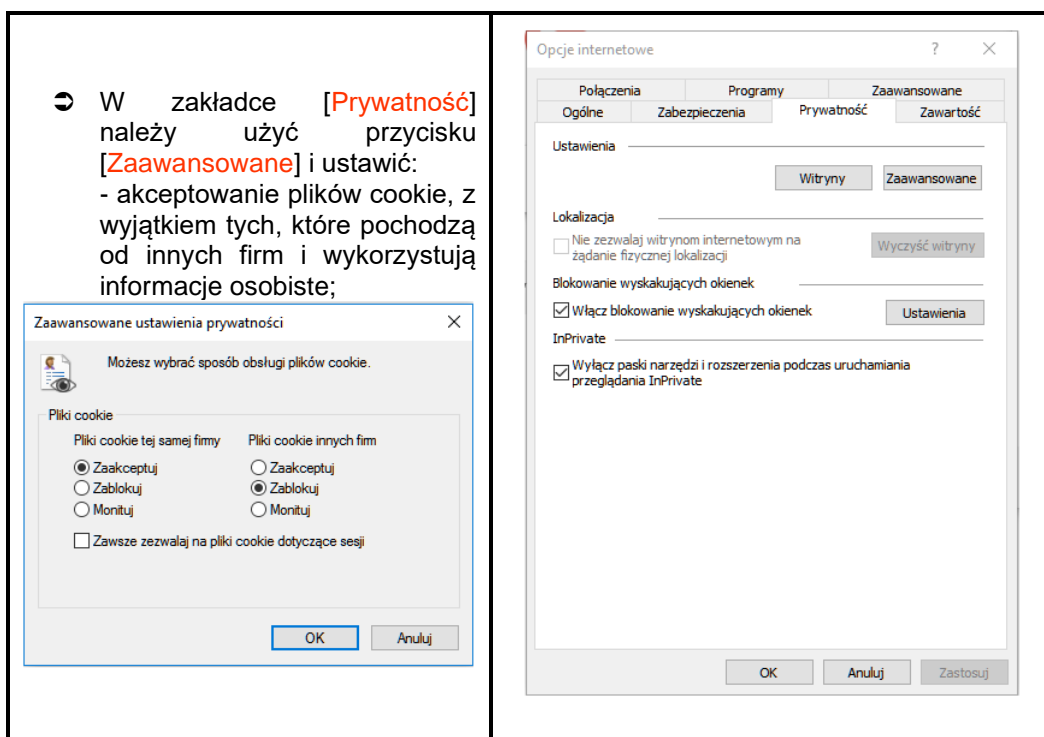 ➲ W zakładce [Prywatność]
należy użyć przycisku
[Zaawansowane] i ustawić:
- akceptowanie plików cookie, z
wyjątkiem tych, które pochodzą
od innych firm i wykorzystują
informacje osobiste;
Zaawansowane ustawienia prywatności
Możesz wybrać sposób obsługi plików cookie.
Pliki cookie
Pliki cookie tej samej firmy Pliki cookie innych firm
Zaakceptuj Zaakceptuj
Zablokuj Zablokuj
Monituj Monituj
Zawsze zezwalaj na pliki cookie dotyczące sesji
OK Anuluj
Opcje internetowe ?
Połączenia Programy Zaawansowane
Ogólne Zabezpieczenia Prywatność Zawartość
Ustawienia
Witryny Zaawansowane
Lokalizacja
Nie zezwalaj witrynom internetowym na
żądanie fizycznej lokalizacji
Wyczyść witryny
Blokowanie wyskakujących okienek
Włącz blokowanie wyskakujących okienek Ustawienia
InPrivate
Wyłącz paski narzędzi i rozszerzenia podczas uruchamiania
przeglądania InPrivate
OK Anuluj Zastosuj